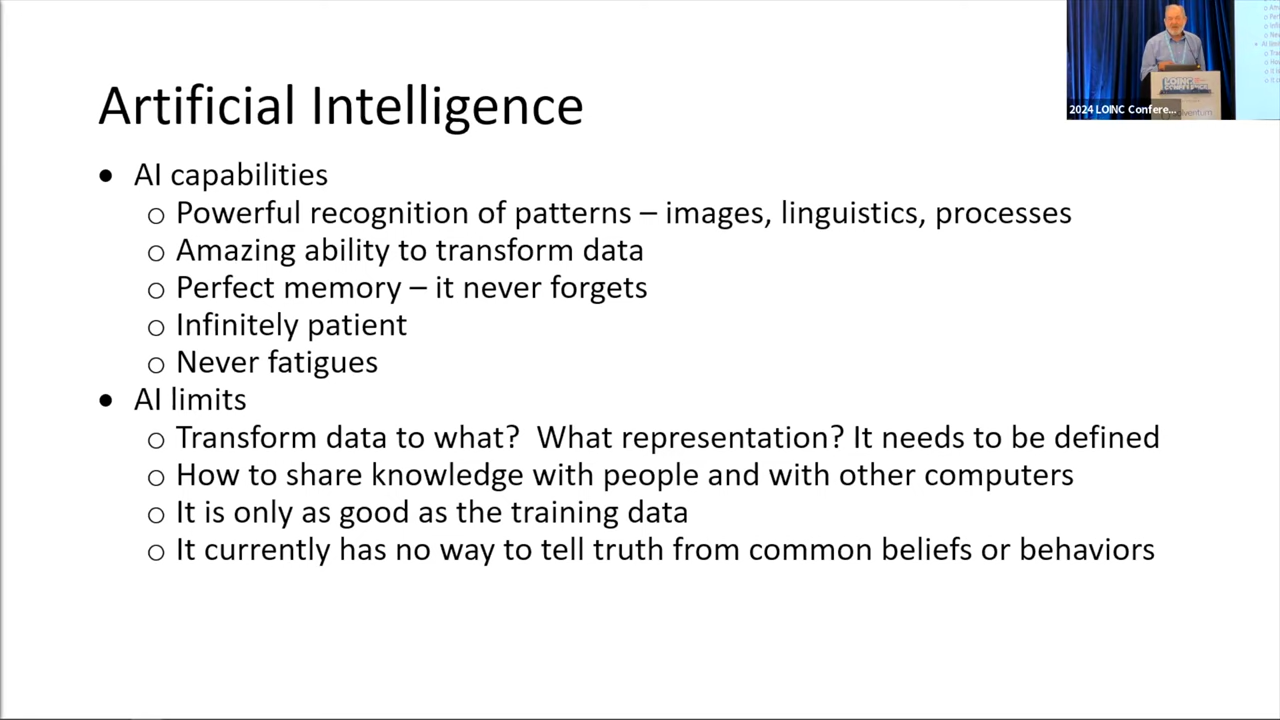 Artificial Intelligence
• AI capabilities
o Powerful recognition of patterns – images, linguistics, processes
o Amazing ability to transform data
o Perfect memory – it never forgets
o Infinitely patient
o Never fatigues
• AI limits
o Transform data to what?  What representation? It needs to be defined
o How to share knowledge with people and with other computers
o It is only as good as the training data
o It currently has no way to tell truth from common beliefs or behaviors
LOINC
2024 LOINC Confere...